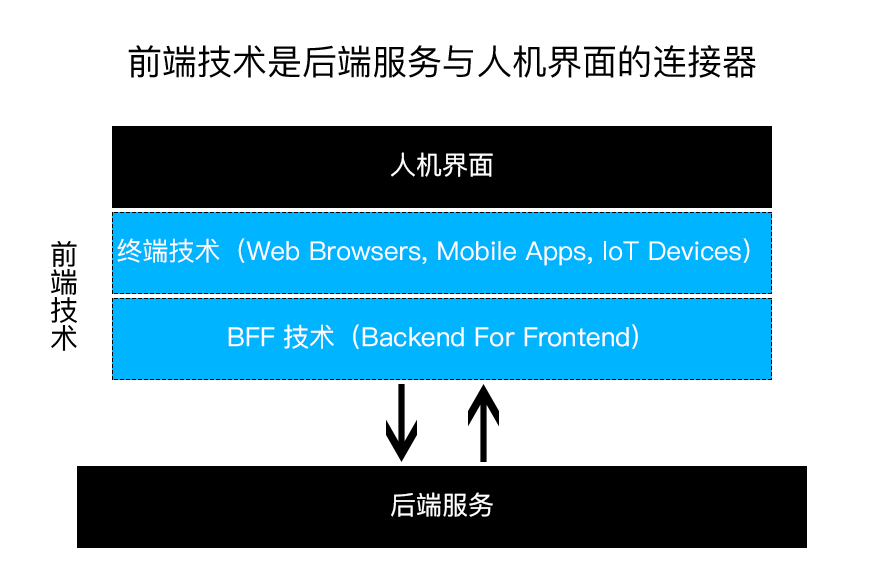 前端技术是后端服务与人机界面的连接器
人机界面
前端技术
终端技术（Web Browsers, Mobile Apps, IoT Devices）
BFF 技术（Backend For Frontend）
后端服务